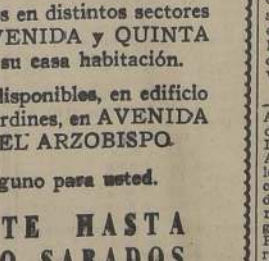 s en distintos sectores
VENIDA y QUINTA
su casa habitación.
disponibles, en edificio
rdines, en AVENIDA
EL ARZOBISPO
guno para usted.
TE HASTA
O SABADOS